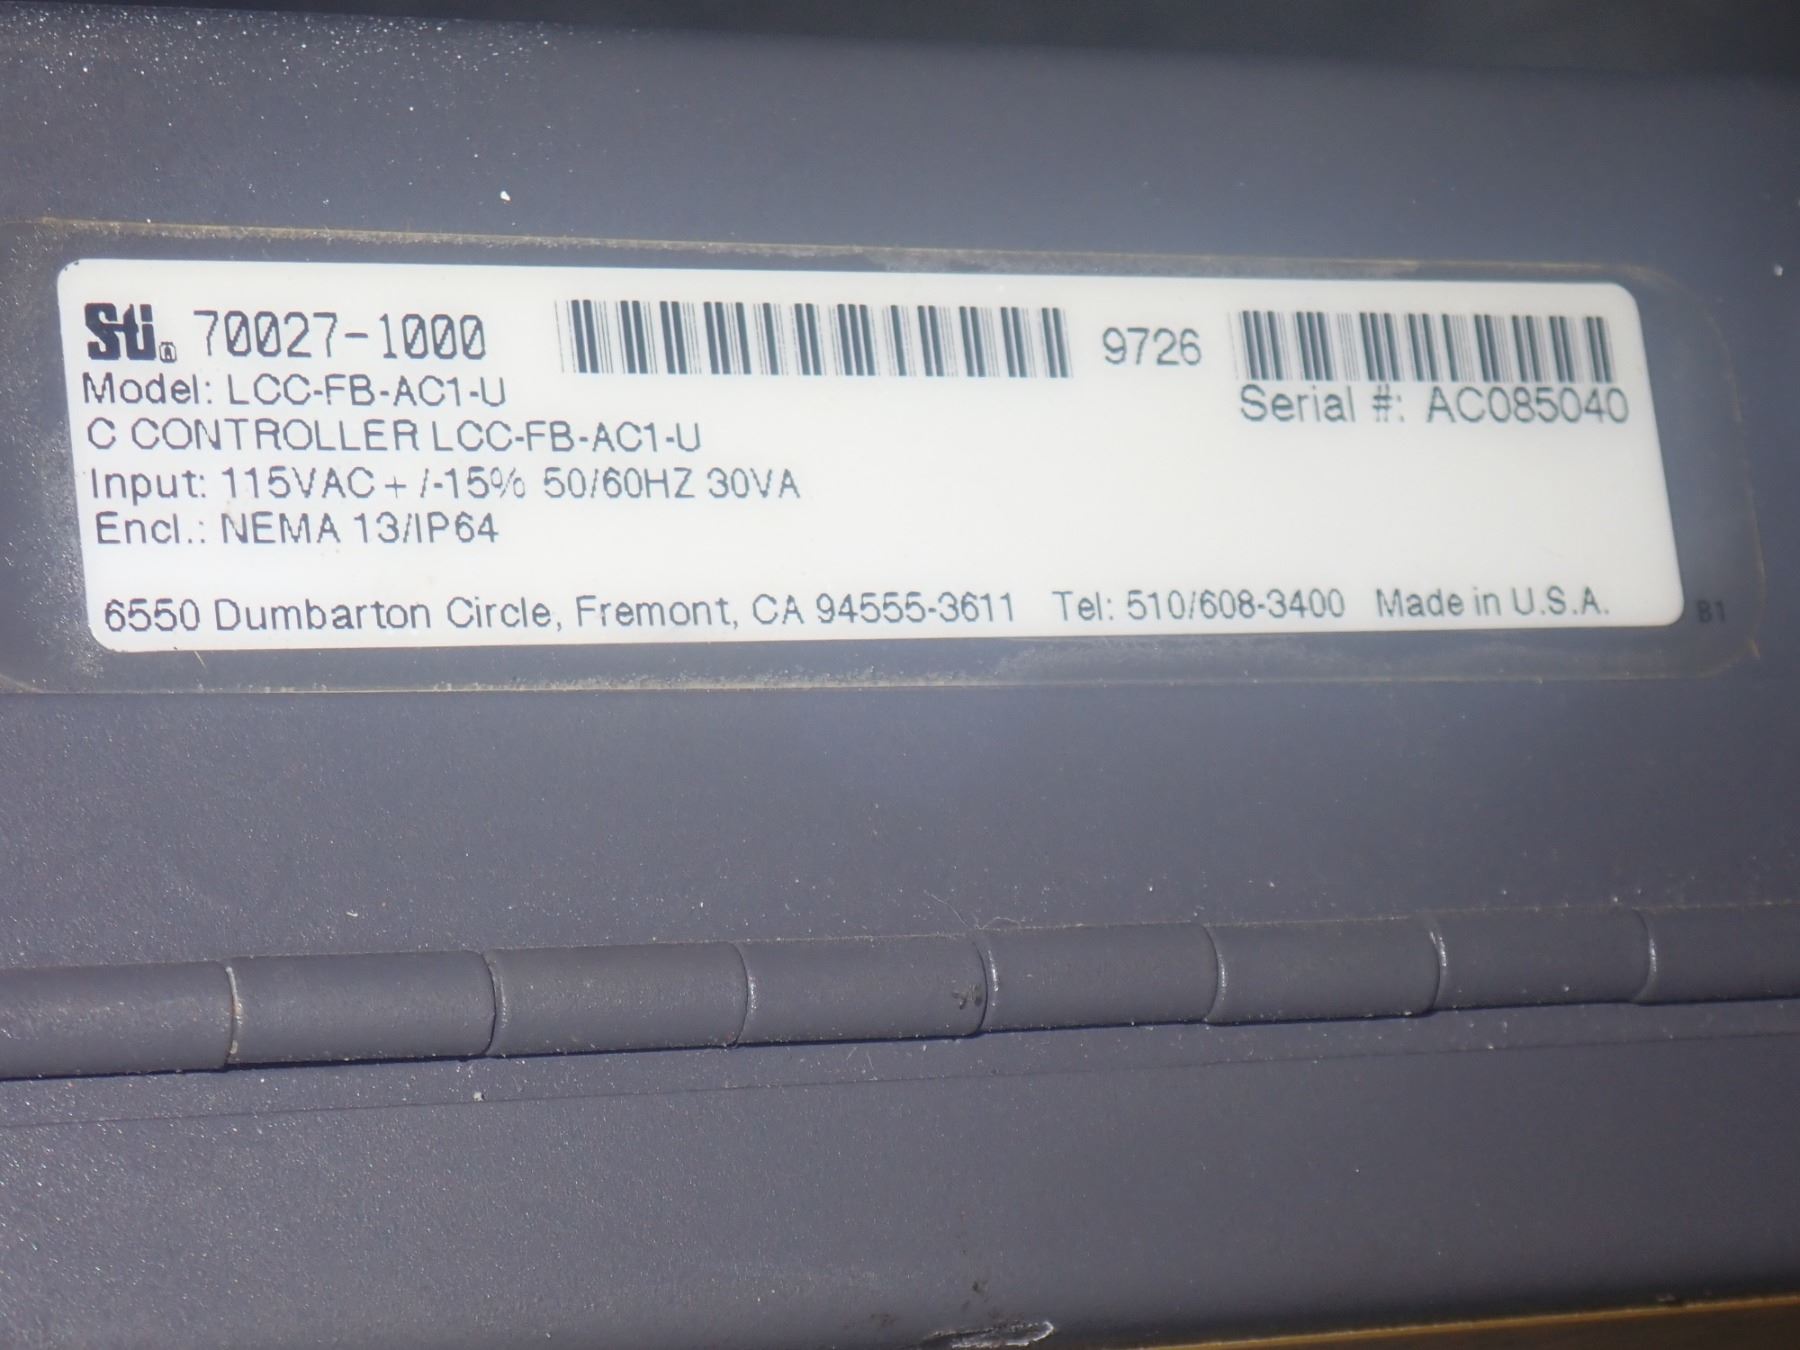 Sti® 70027-1000 9726
Model: LCC-FB-AC1-U Serial #: AC085040
C CONTROLLER LCC-FB-AC1-U
Input: 115VAC +/-15% 50/60HZ 30VA
Encl.: NEMA 13/IP64
6550 Dumbarton Circle, Fremont, CA 94555-3611 Tel: 510/608-3400 Made in U.S.A.
B1